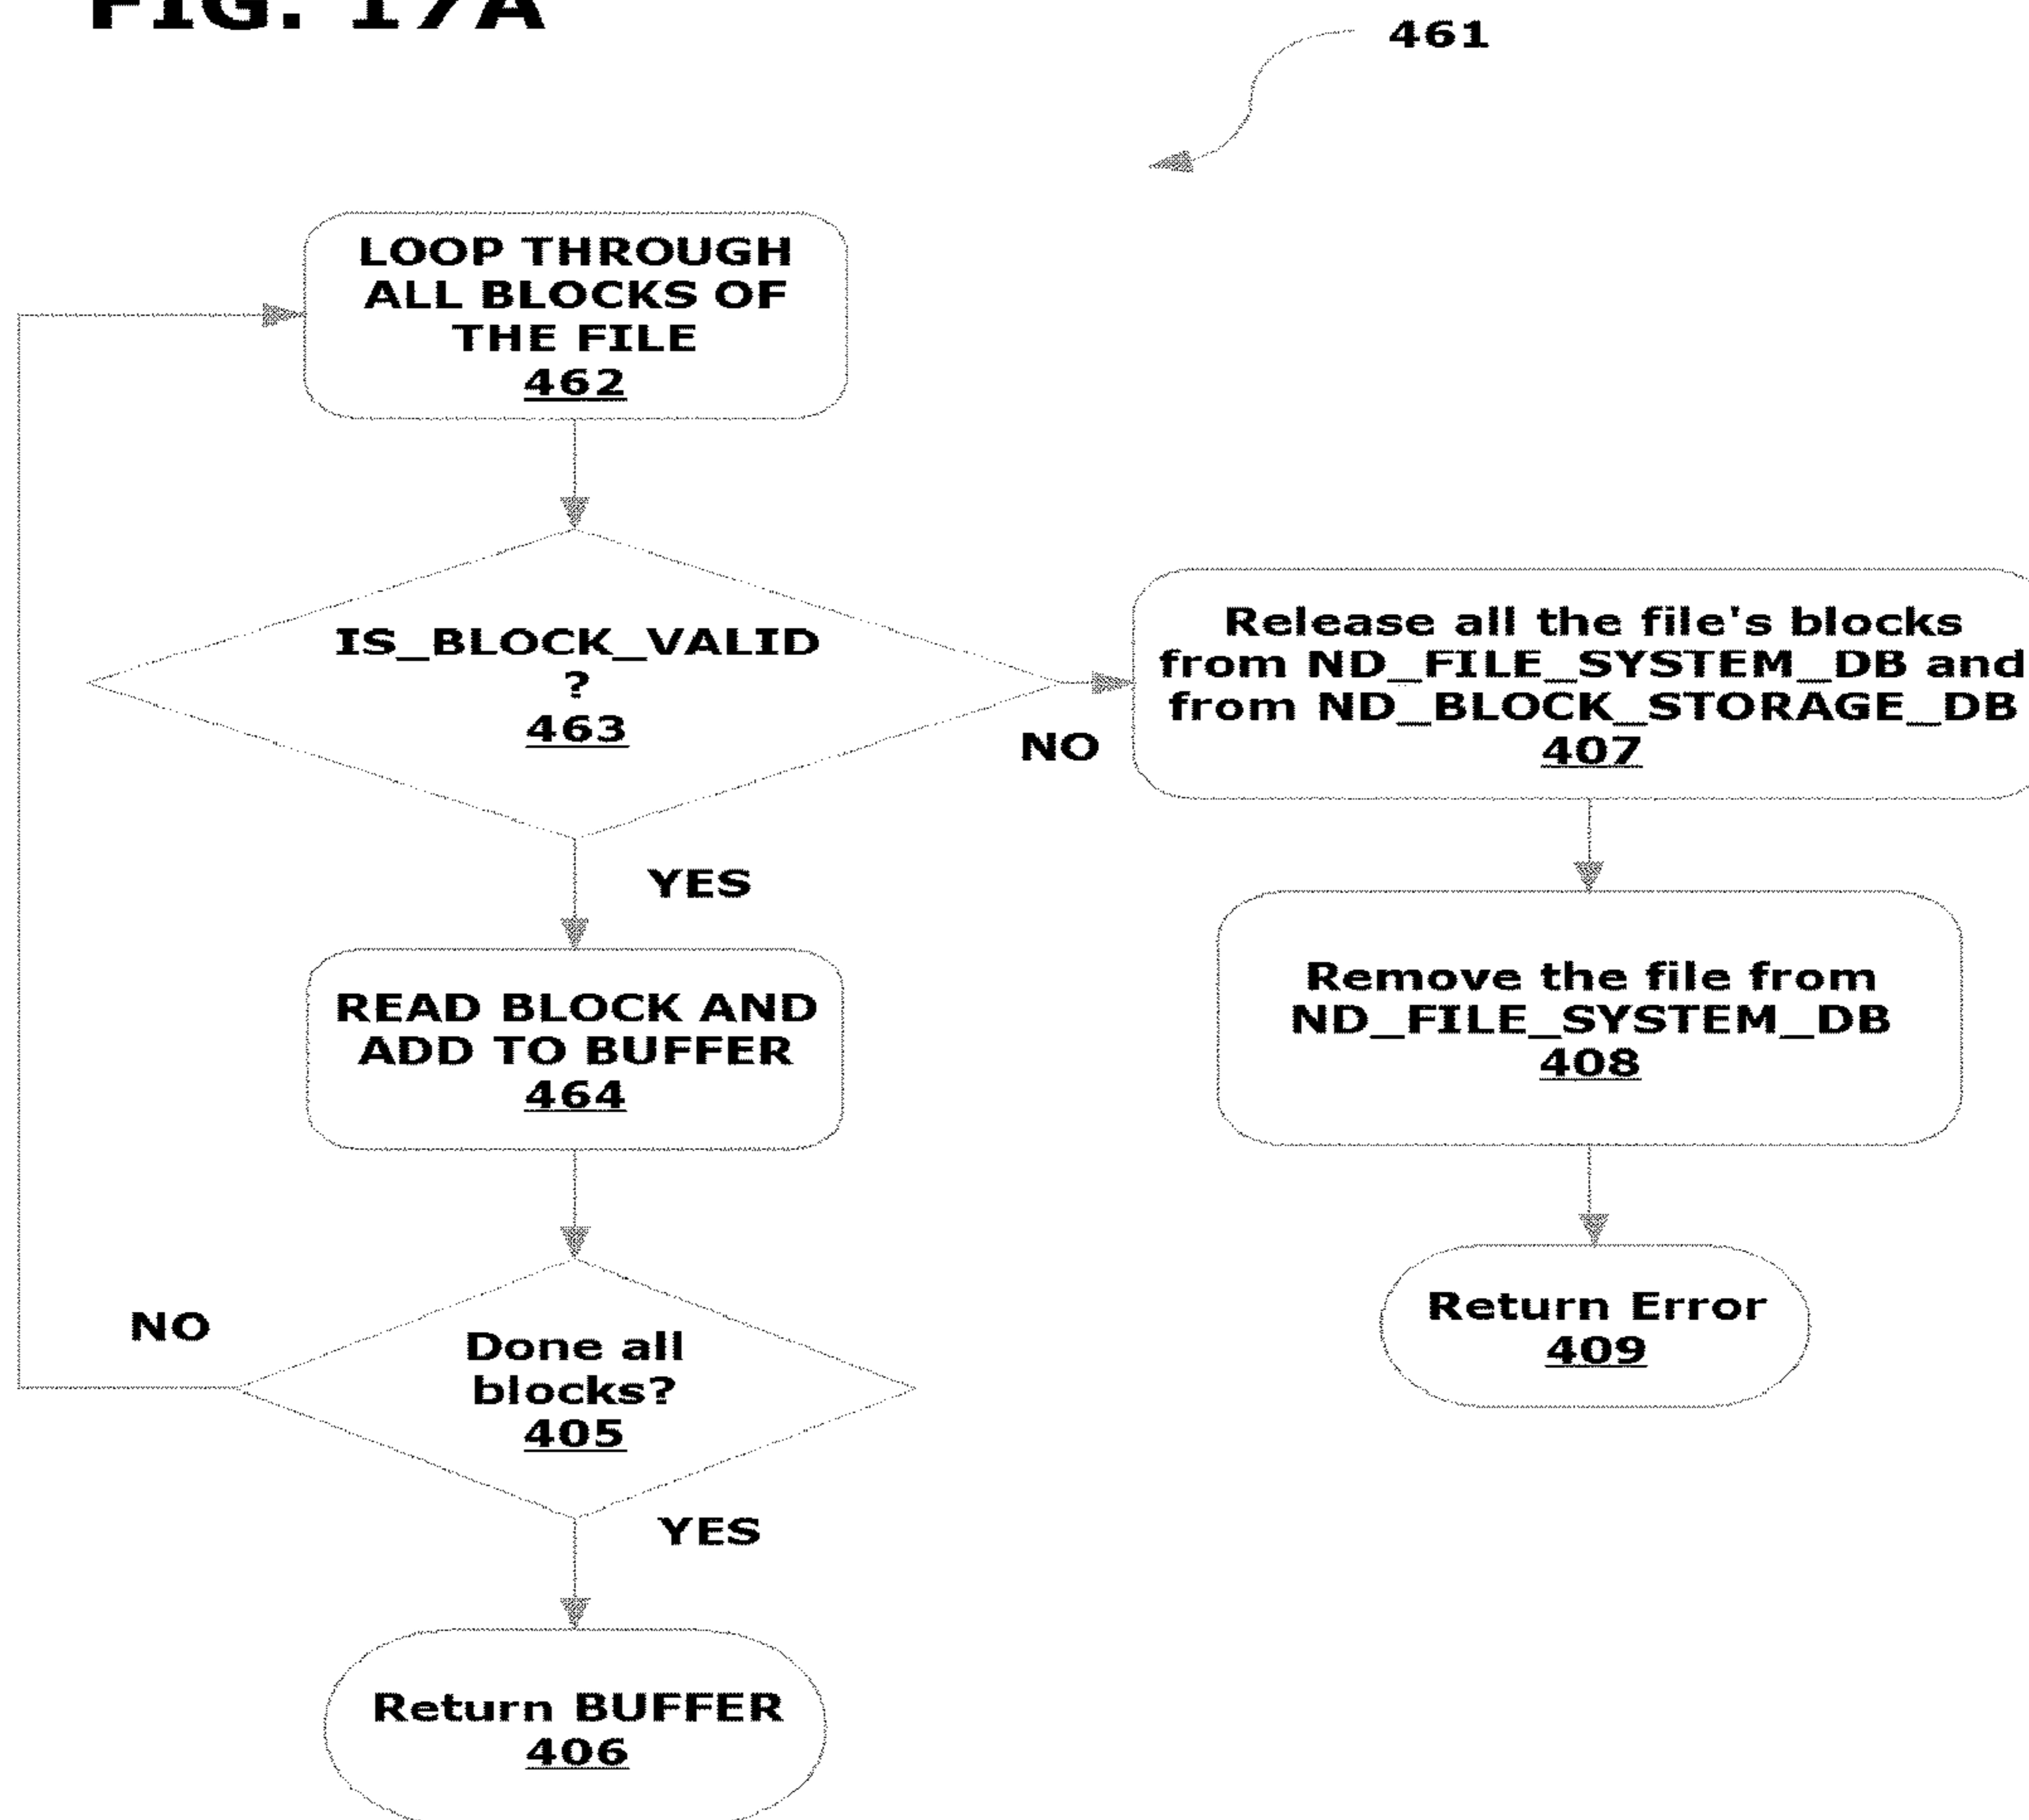 FIG. 17A
461
LOOP THROUGH
ALL BLOCKS OF
THE FILE
462
IS_BLOCK_VALID
?
463
NO
Release all the file's blocks
from ND_FILE_SYSTEM_DB and
from ND_BLOCK_STORAGE_DB
407
YES
READ BLOCK AND
ADD TO BUFFER
464
Remove the file from
ND_FILE_SYSTEM_DB
408
Return Error
409
NO
Done all
blocks?
405
YES
Return BUFFER
406